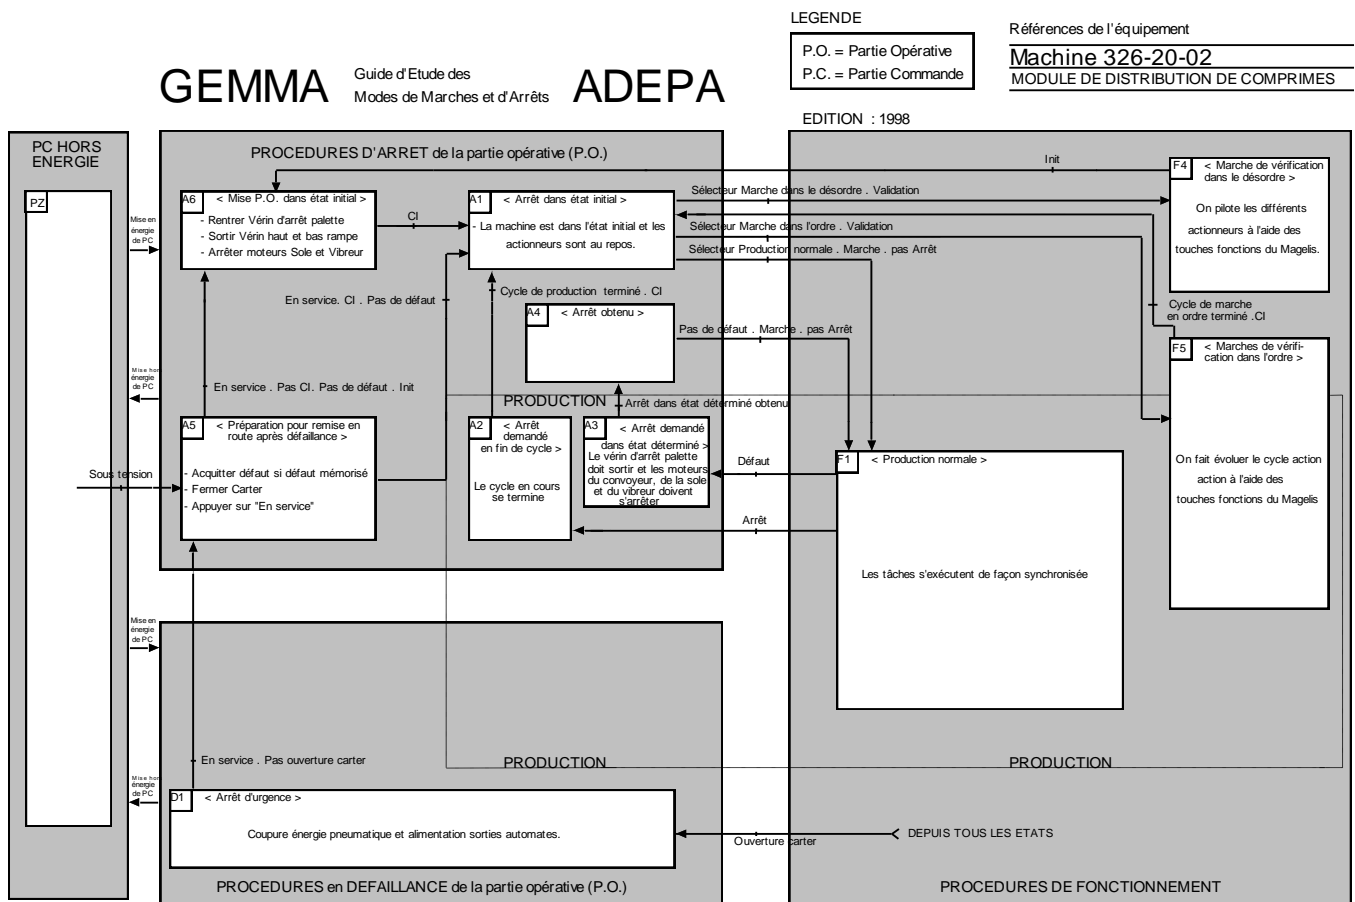 LEGENDE
P.O. = Partie Opérative
P.C. = Partie Commande
Références de l'équipement
Machine 326-20-02
MODULE DE DISTRIBUTION DE COMPRIMES
GEMMA
Guide d'Etude des
Modes de Marches et d'Arrêts
ADEPA
EDITION : 1998
PC HORS
ENERGIE
PZ
Mise en
énergie
de PC
Mise hor
énergie
de PC
Sous tension
Mise en
énergie
de PC
Mise hor
énergie
de PC
PROCEDURES D'ARRET de la partie opérative (P.O.)
A6
< Mise P.O. dans état initial >
- Rentrer Vérin d'arrêt palette
- Sortir Vérin haut et bas rampe
- Arrêter moteurs Sole et Vibreur
CI
A1
< Arrêt dans état initial >
- La machine est dans l'état initial et les
actionneurs sont au repos.
En service. CI . Pas de défaut
Cycle de production terminé . CI
A4
< Arrêt obtenu >
En service . Pas CI. Pas de défaut . Init
PRODUCTION
Arrêt dans état déterminé obtenu
A5
< Préparation pour remise en
route après défaillance >
- Acquitter défaut si défaut mémorisé
- Fermer Carter
- Appuyer sur "En service"
A2
< Arrêt
demandé
en fin de cycle >
Le cycle en cours
se termine
A3
< Arrêt demandé
dans état déterminé >
Le vérin d'arrêt palette
doit sortir et les moteurs
du convoyeur, de la sole
et du vibreur doivent
s'arrêter
Init
Sélecteur Marche dans le désordre . Validation
Sélecteur Marche dans l'ordre . Validation
Sélecteur Production normale . Marche . pas Arrêt
Pas de défaut . Marche . pas Arrêt
Défaut
Arrêt
F4
< Marche de vérification
dans le désordre >
On pilote les différents
actionneurs à l'aide des
touches fonctions du Magelis.
Cycle de marche
en ordre terminé .CI
F5
< Marches de vérifi-
cation dans l'ordre >
On fait évoluer le cycle action
action à l'aide des
touches fonctions du Magelis
F1
< Production normale >
Les tâches s'exécutent de façon synchronisée
En service . Pas ouverture carter
PRODUCTION
PRODUCTION
D1
< Arrêt d'urgence >
Coupure énergie pneumatique et alimentation sorties automates.
Ouverture carter
DEPUIS TOUS LES ETATS
PROCEDURES en DEFAILLANCE de la partie opérative (P.O.)
PROCEDURES DE FONCTIONNEMENT